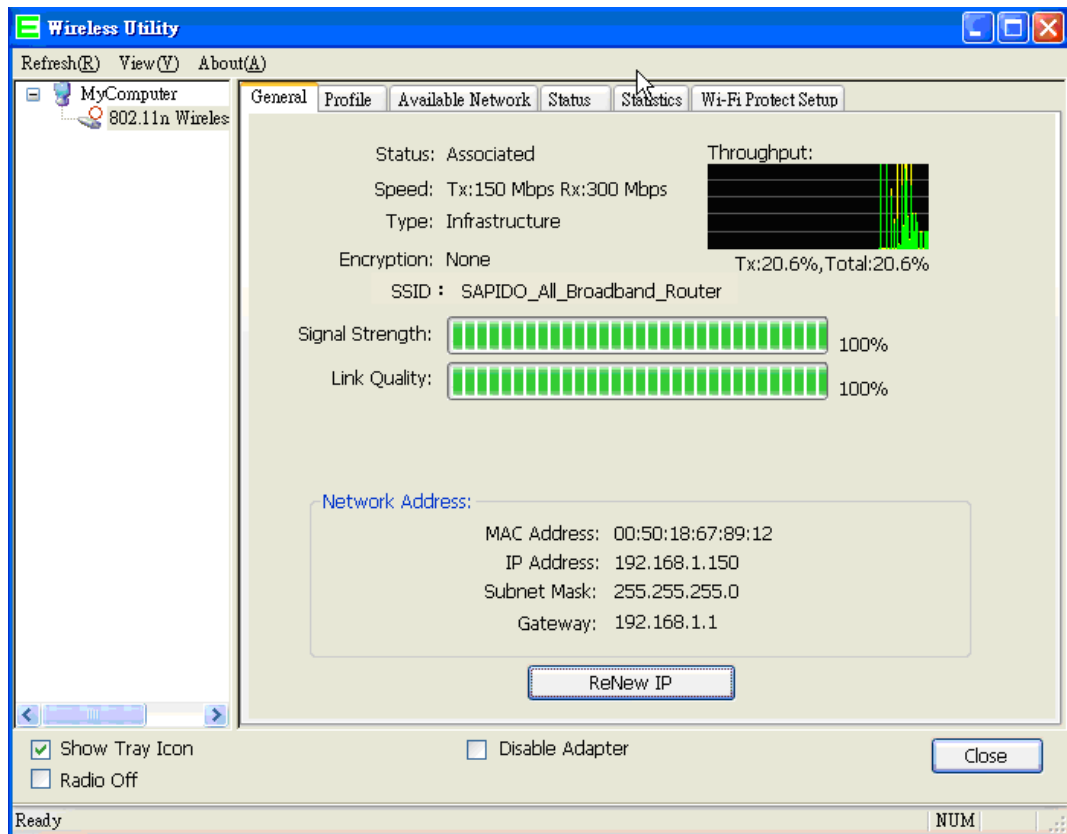 Wireless Utility
Refresh(R) View(V) About(A)
MyComputer
802.11n Wireles
General Profile Available Network Status Statistics Wi-Fi Protect Setup
Status: Associated
Throughput:
Speed: Tx:150 Mbps Rx:300 Mbps
Type: Infrastructure
Encryption: None
Tx:20.6%,Total:20.6%
SSID : SAPIDO_All_Broadband_Router
Signal Strength: 100%
Link Quality: 100%
Network Address:
MAC Address: 00:50:18:67:89:12
IP Address: 192.168.1.150
Subnet Mask: 255.255.255.0
Gateway: 192.168.1.1
ReNew IP
Show Tray Icon Disable Adapter Close
Radio Off
Ready NUM